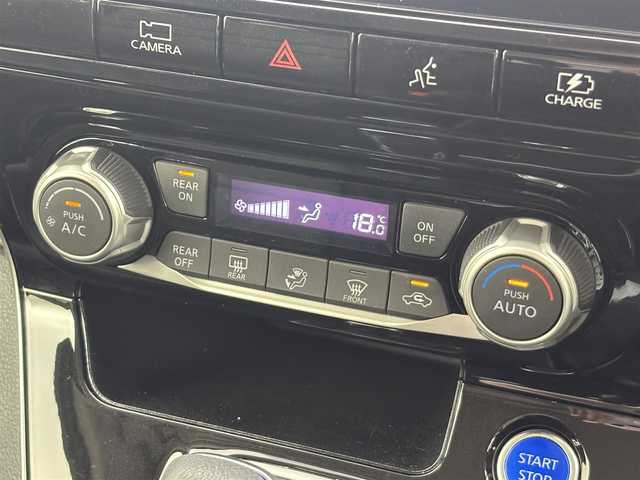 CAMERA
CHARGE
PUSH
A/C
REAR
ON
18.0
°C
ON
OFF
REAR
OFF
REAR
FRONT
PUSH
AUTO
START
STOP